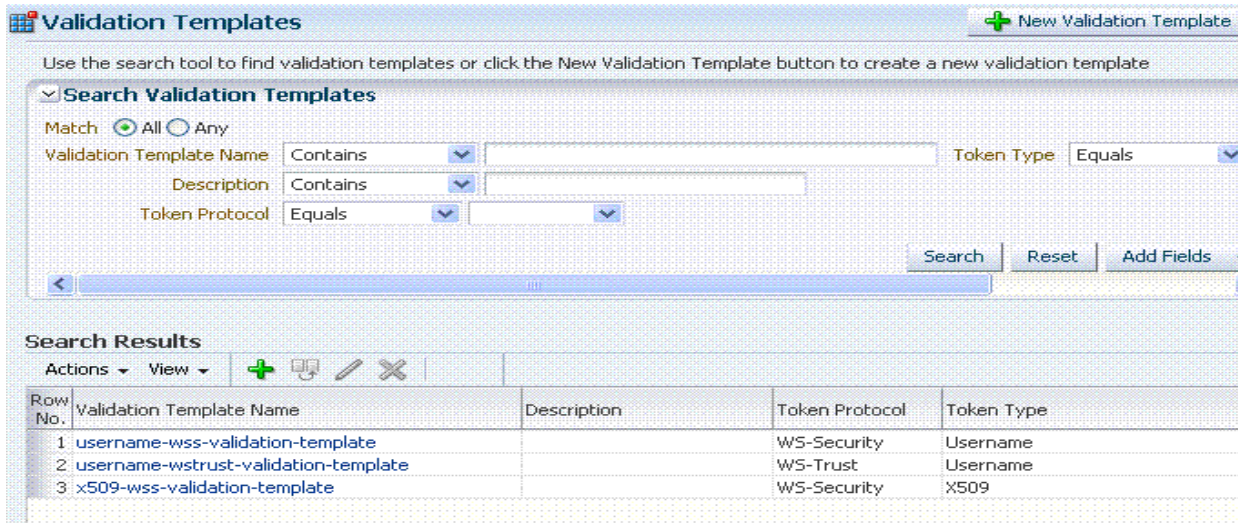 Validation Templates
New Validation Template
Use the search tool to find validation templates or click the New Validation Template button to create a new validation template
Search Validation Templates
Match All Any
Validation Template Name Contains Token Type Equals
Description Contains
Token Protocol Equals
Search Reset Add Fields
Search Results
Actions View
Row No. Validation Template Name Description Token Protocol Token Type
1 username-wss-validation-template WS-Security Username
2 username-wstrust-validation-template WS-Trust Username
3 x509-wss-validation-template WS-Security X509